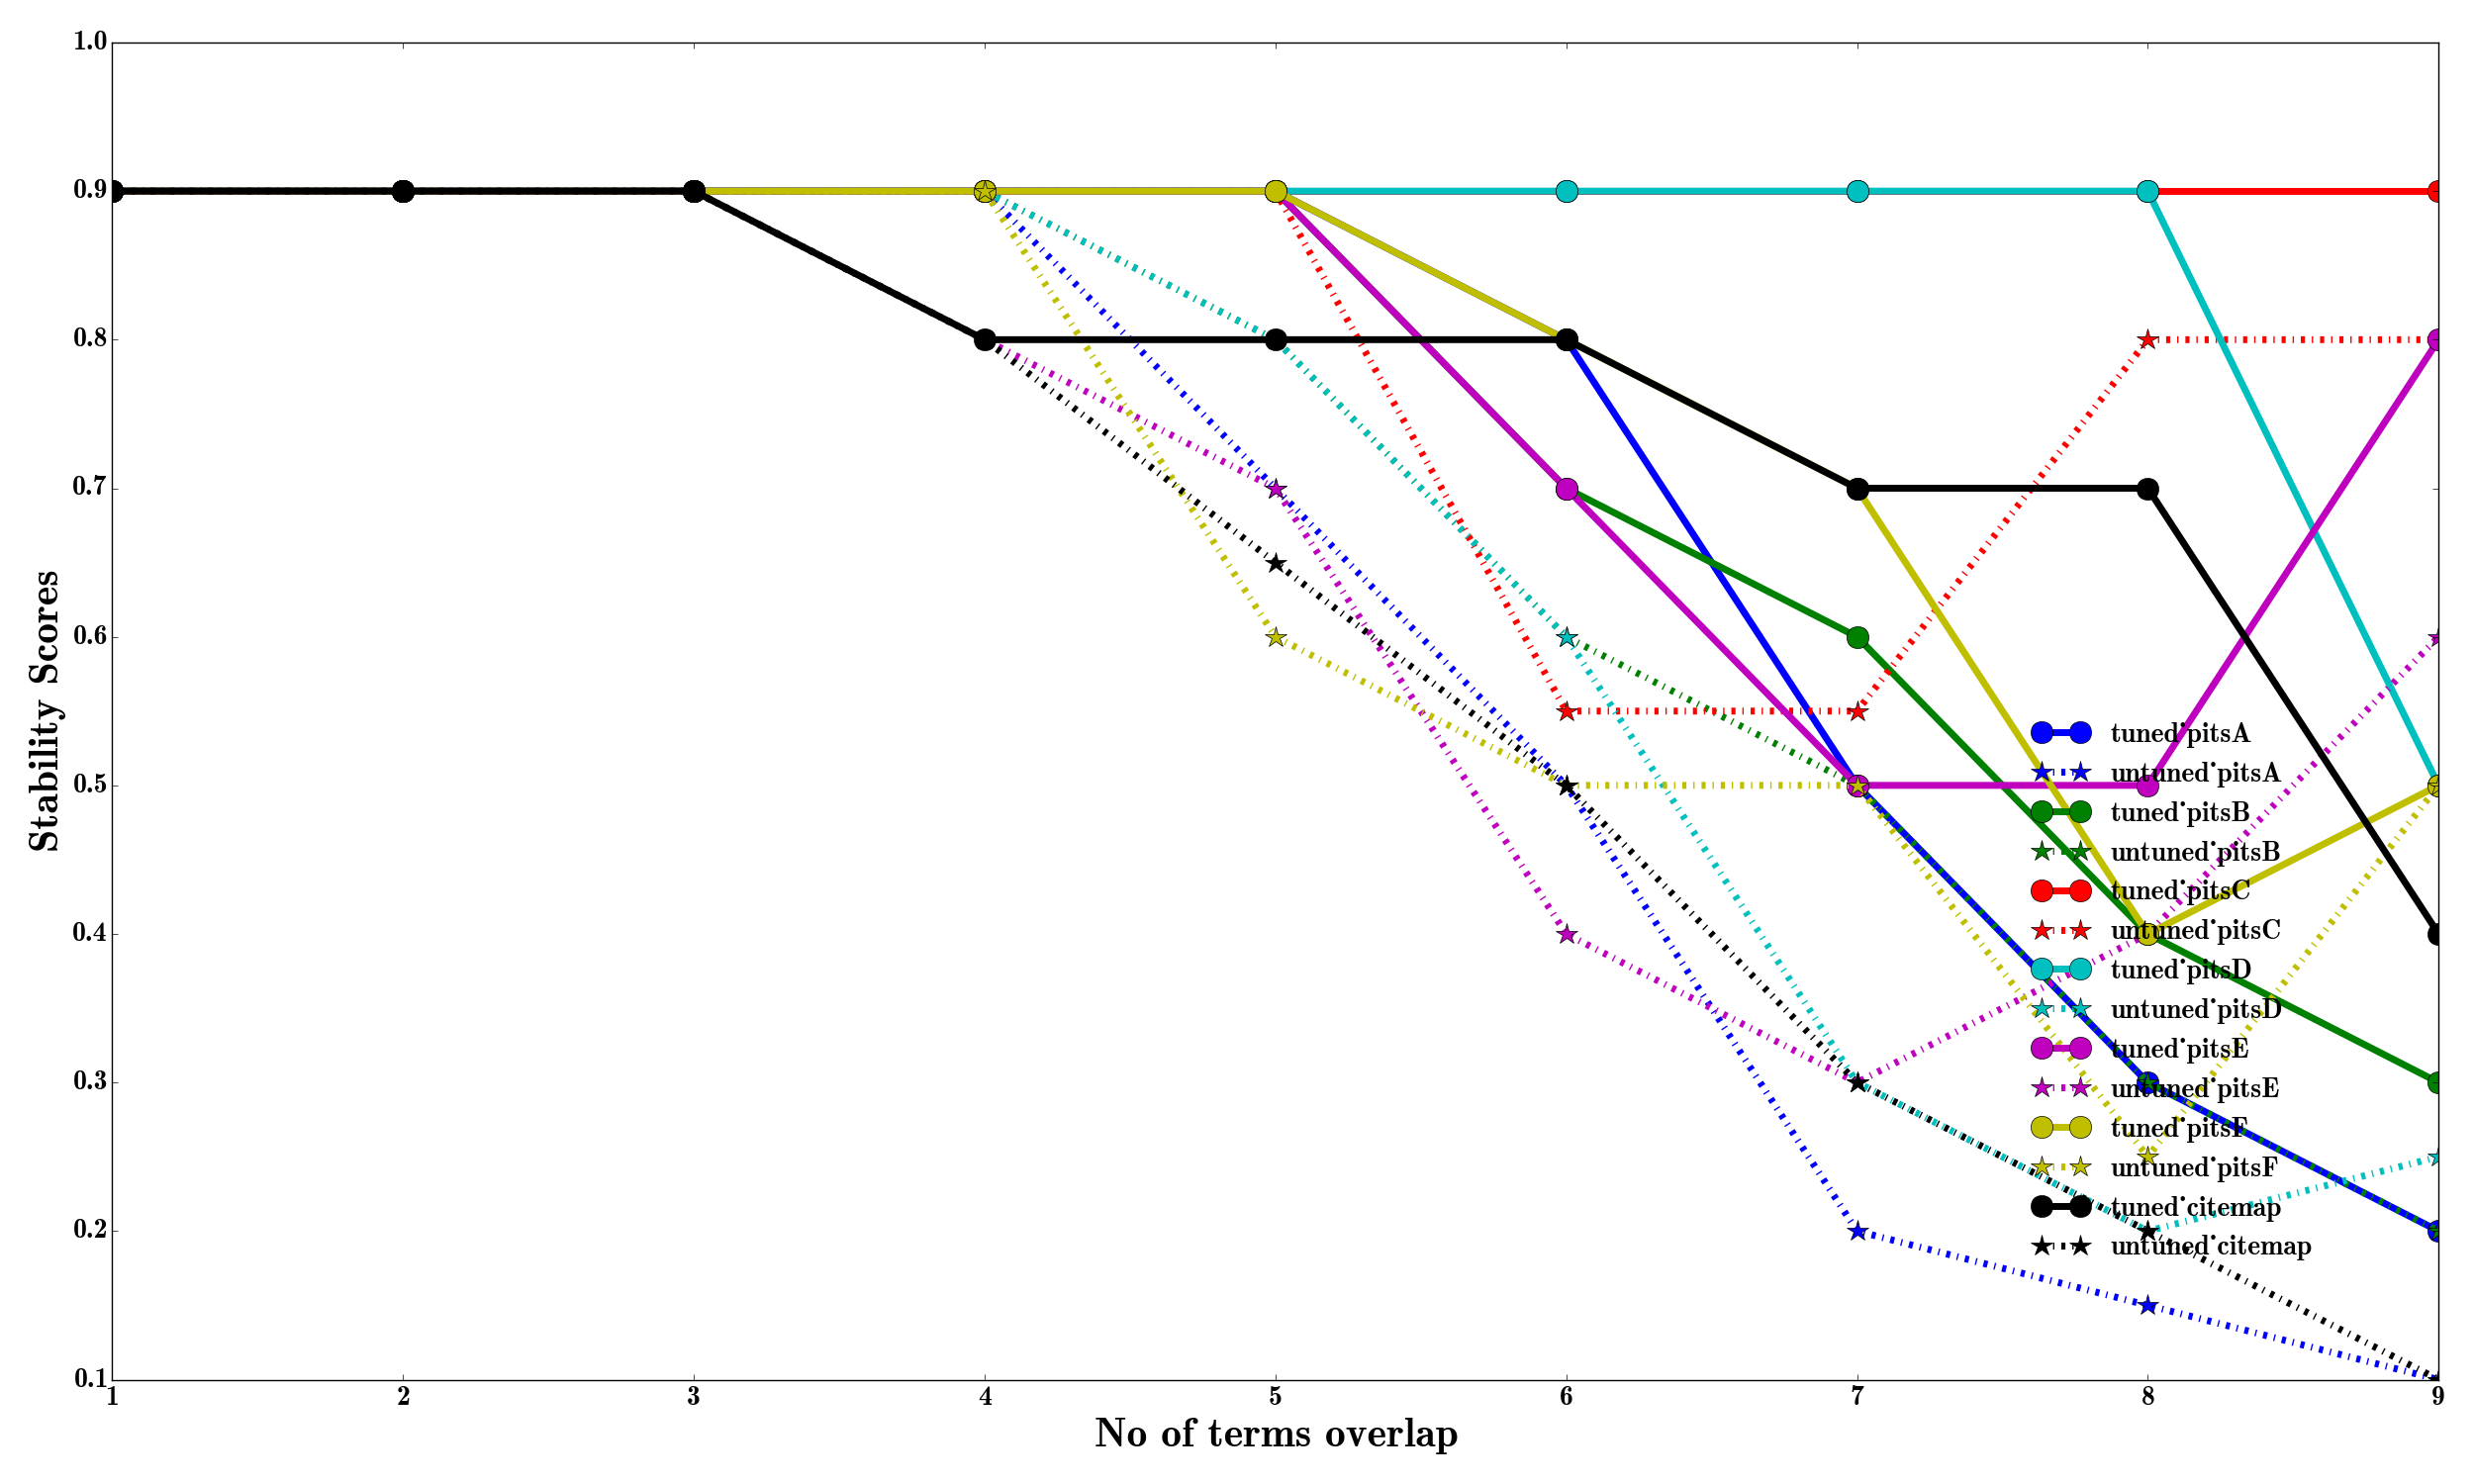 1.0
0.9
0.8
0.7
0.6
0.5
0.4
0.3
0.2
0.1
Stability Scores
tuned˙pitsA
untuned˙pitsA
tuned˙pitsB
untuned˙pitsB
tuned˙pitsC
untuned˙pitsC
tuned˙pitsD
untuned˙pitsD
tuned˙pitsE
untuned˙pitsE
tuned˙pitsF
untuned˙pitsF
tuned˙citemap
untuned˙citemap
1 2 3 4 5 6 7 8 9
No of terms overlap